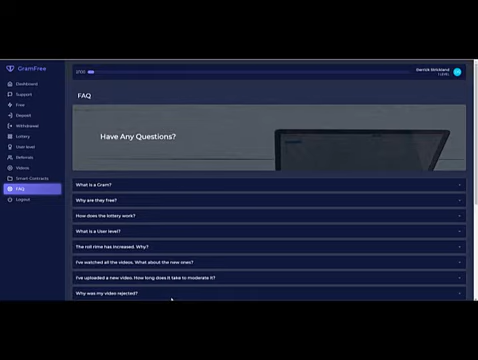 GramFree
Derrick Strickland
1 LEVEL
Dashboard
Support
Free
Deposit
Withdrawal
Lottery
User level
Referrals
Videos
Smart Contracts
FAQ
Logout
FAQ
Have Any Questions?
What is a Gram?
Why are they free?
How does the lottery work?
What is a User level?
The roll time has increased. Why?
I've watched all the videos. What about the new ones?
I've uploaded a new video. How long does it take to moderate it?
Why was my video rejected?